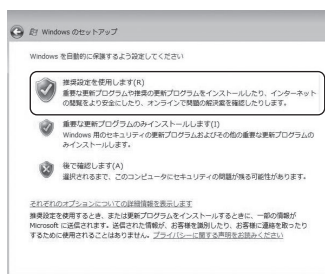 Windows のセットアップ
Windows を自動的に保護するよう設定してください
推奨設定を使用します(R)
重要な更新プログラムや推奨の更新プログラムをインストールしたり、インターネット
の閲覧をより安全にしたり、オンラインで問題の解決策を確認したりします。
重要な更新プログラムのみインストールします(I)
Windows 用のセキュリティの更新プログラムおよびその他の重要な更新プログラムの
みインストールします。
後で確認します(A)
選択されるまで、このコンピュータにセキュリティの問題が残る可能性があります。
それぞれのオプションについての詳細情報を表示します
推奨設定を使用するとき、または更新プログラムをインストールするときに、一部の情報が
Microsoft に送信されます。送信された情報が、お客様を識別したり、お客様に連絡を取ったり
するために使用されることはありません。プライバシーに関する声明をお読みください